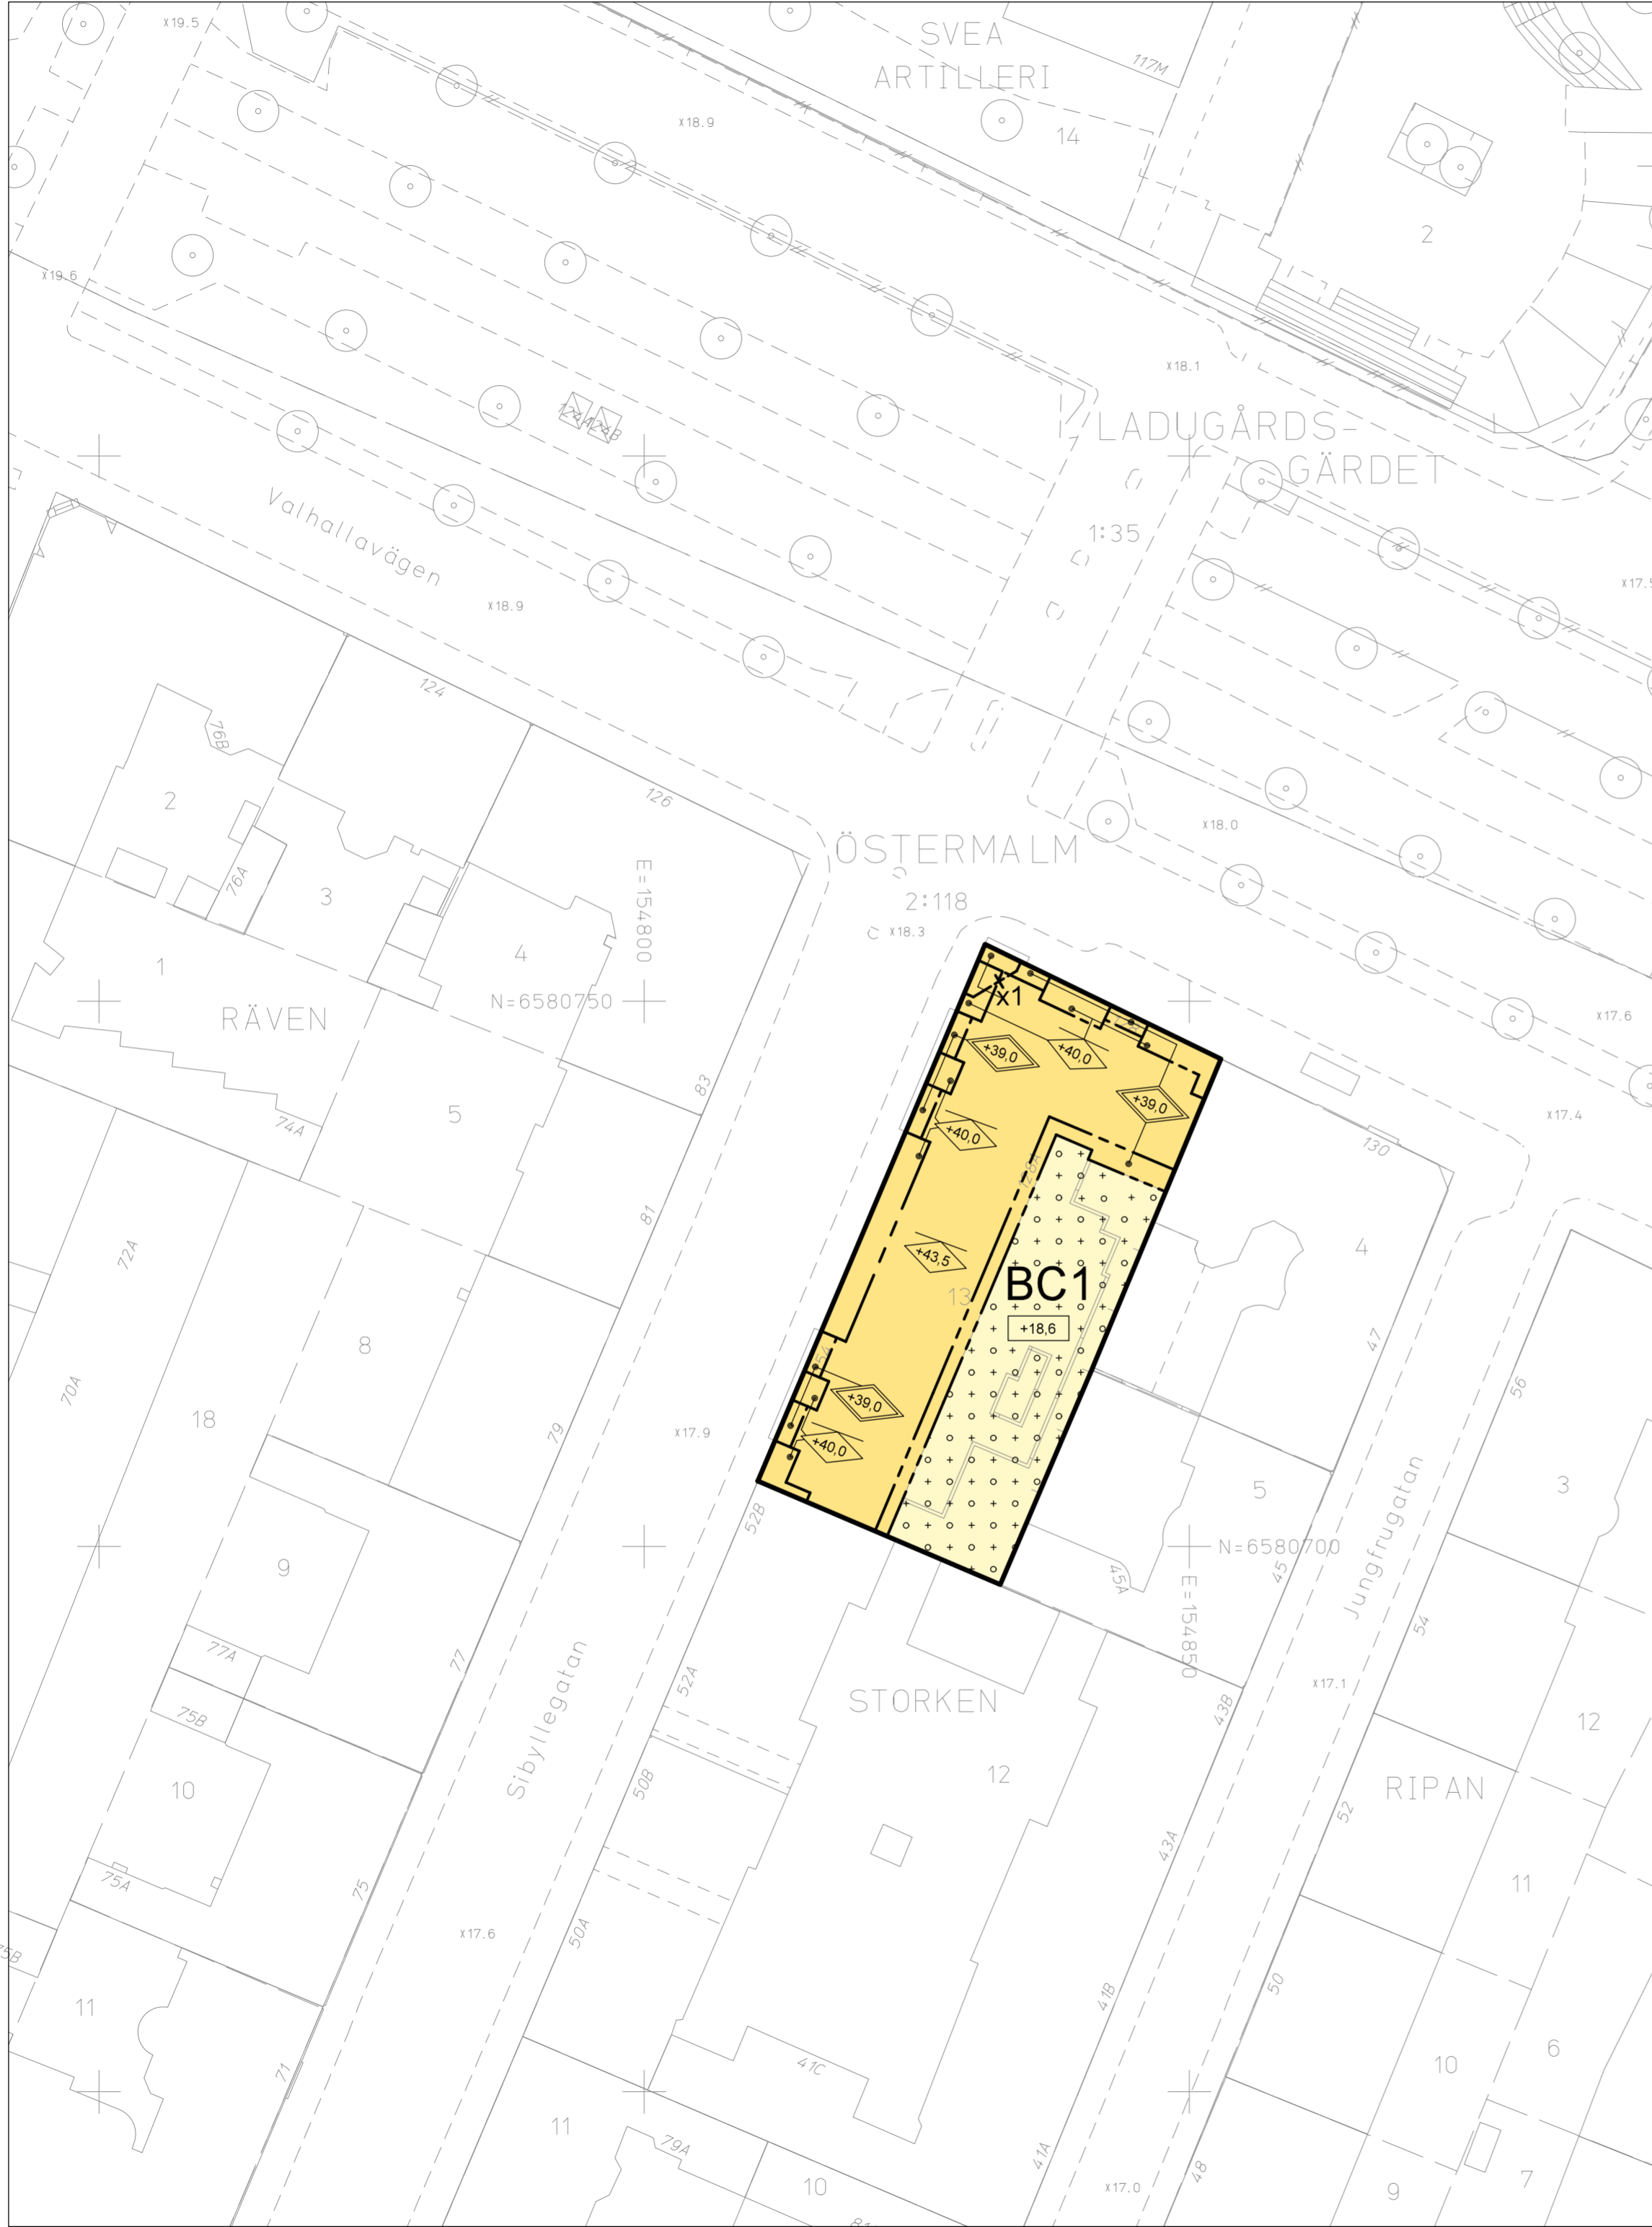 x19.5
SVEA
ARTILLERI
117M
x18.9
14
2
x19.6
x18.1
LADUGÅRDS-
GÄRDET
1:35
Valhallavägen
x18.9
124
126
76B
2
76A
3
4
1
RÄVEN
ÖSTERMALM
2:118
x18.3
x18.0
E=154800
N=6580750
x17.6
x17.4
x1
+39,0
+40,0
+39,0
+40,0
+43,5
BC1
+18,6
13
+39,0
+40,0
128A
130
74A
5
83
81
72A
70A
18
8
79
x17.9
4
47
56
3
5
45
45A
N=6580700
E=154850
Jungfrugatan
54
52B
9
77A
77
75B
10
75A
75
Sibyllegatan
52A
50B
50A
STORKEN
12
43B
43A
x17.1
12
RIPAN
52
11
x17.6
11
71
41B
50
41C
11
79A
10
41A
x17.0
48
10
6
9
7